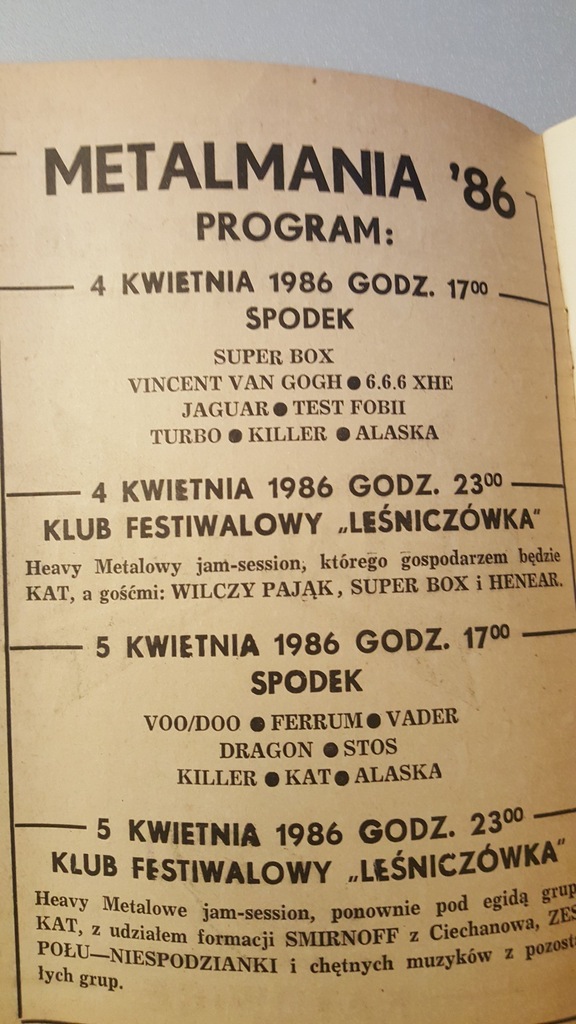 METALMANIA '86
PROGRAM:
4 KWIETNIA 1986 GODZ. 17⁰⁰
SPODEK
SUPER BOX
VINCENT VAN GOGH ● 6.6.6 XHE
JAGUAR ● TEST FOBII
TURBO ● KILLER ● ALASKA
4 KWIETNIA 1986 GODZ. 23⁰⁰
KLUB FESTIWALOWY „LEŚNICZÓWKA"
Heavy Metalowy jam-session, którego gospodarzem będzie
KAT, a gośćmi: WILCZY PAJĄK, SUPER BOX i HENEAR.
5 KWIETNIA 1986 GODZ. 17⁰⁰
SPODEK
VOO/DOO ● FERRUM ● VADER
DRAGON ● STOS
KILLER ● KAT ● ALASKA
5 KWIETNIA 1986 GODZ. 23⁰⁰
KLUB FESTIWALOWY „LEŚNICZÓWKA"
Heavy Metalowe jam-session, ponownie pod egidą grup
KAT, z udziałem formacji SMIRNOFF z Ciechanowa, ZES
POŁU—NIESPODZIANKI i chętnych muzyków z pozosta
łych grup.